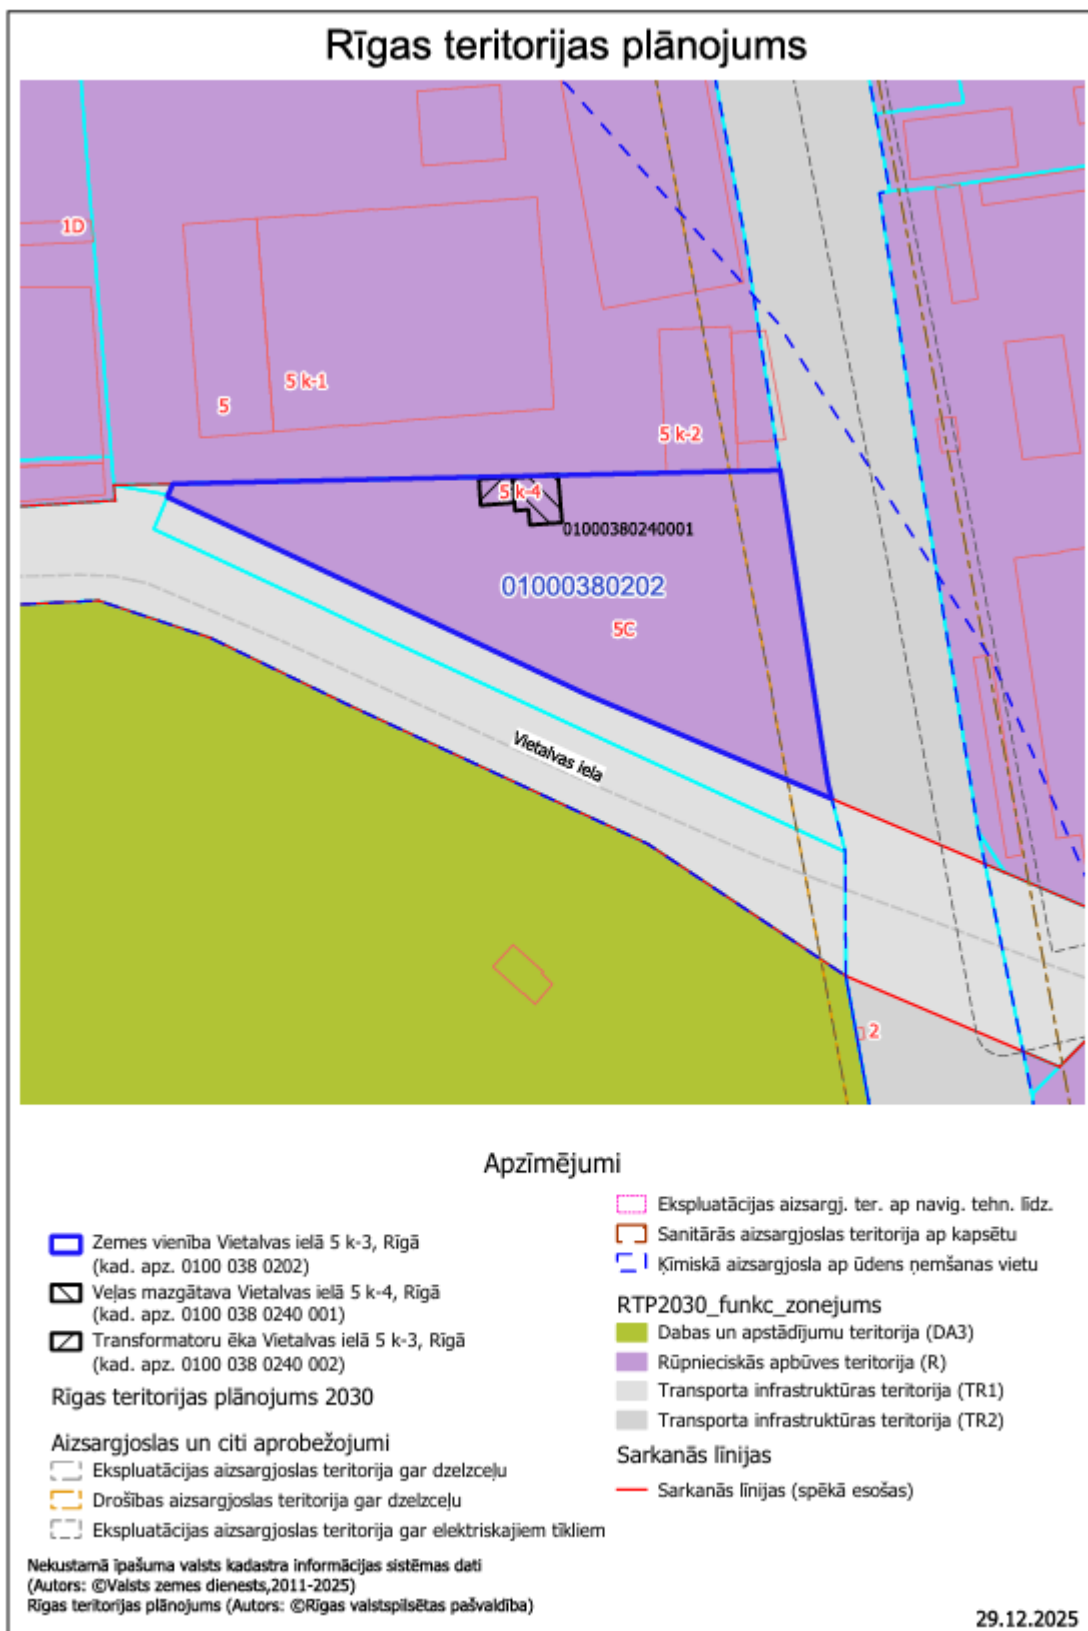 Rīgas teritorijas plānojums
1D
5 k-1
5
5 k-2
5 k-4
01000380240001
01000380202
5C
Vietalvas iela
2
Apzīmējumi
Zemes vienība Vietalvas ielā 5 k-3, Rīgā
(kad. apz. 0100 038 0202)
Veļas mazgātava Vietalvas ielā 5 k-4, Rīgā
(kad. apz. 0100 038 0240 001)
Transformatoru ēka Vietalvas ielā 5 k-3, Rīgā
(kad. apz. 0100 038 0240 002)
Rīgas teritorijas plānojums 2030
Aizsargjoslas un citi aprobežojumi
Ekspluatācijas aizsargjoslas teritorija gar dzelzceļu
Drošības aizsargjoslas teritorija gar dzelzceļu
Ekspluatācijas aizsargjoslas teritorija gar elektriskajiem tīkliem
Ekspluatācijas aizsargj. ter. ap navig. tehn. līdz.
Sanitārās aizsargjoslas teritorija ap kapsētu
Ķīmiskā aizsargjosla ap ūdens ņemšanas vietu
RTP2030_funkc_zonejums
Dabas un apstādījumu teritorija (DA3)
Rūpnieciskās apbūves teritorija (R)
Transporta infrastruktūras teritorija (TR1)
Transporta infrastruktūras teritorija (TR2)
Sarkanās līnijas
Sarkanās līnijas (spēkā esošas)
Nekustamā īpašuma valsts kadastra informācijas sistēmas dati
(Autors: ©Valsts zemes dienests,2011-2025)
Rīgas teritorijas plānojums (Autors: ©Rīgas valstspilsētas pašvaldība)
29.12.2025